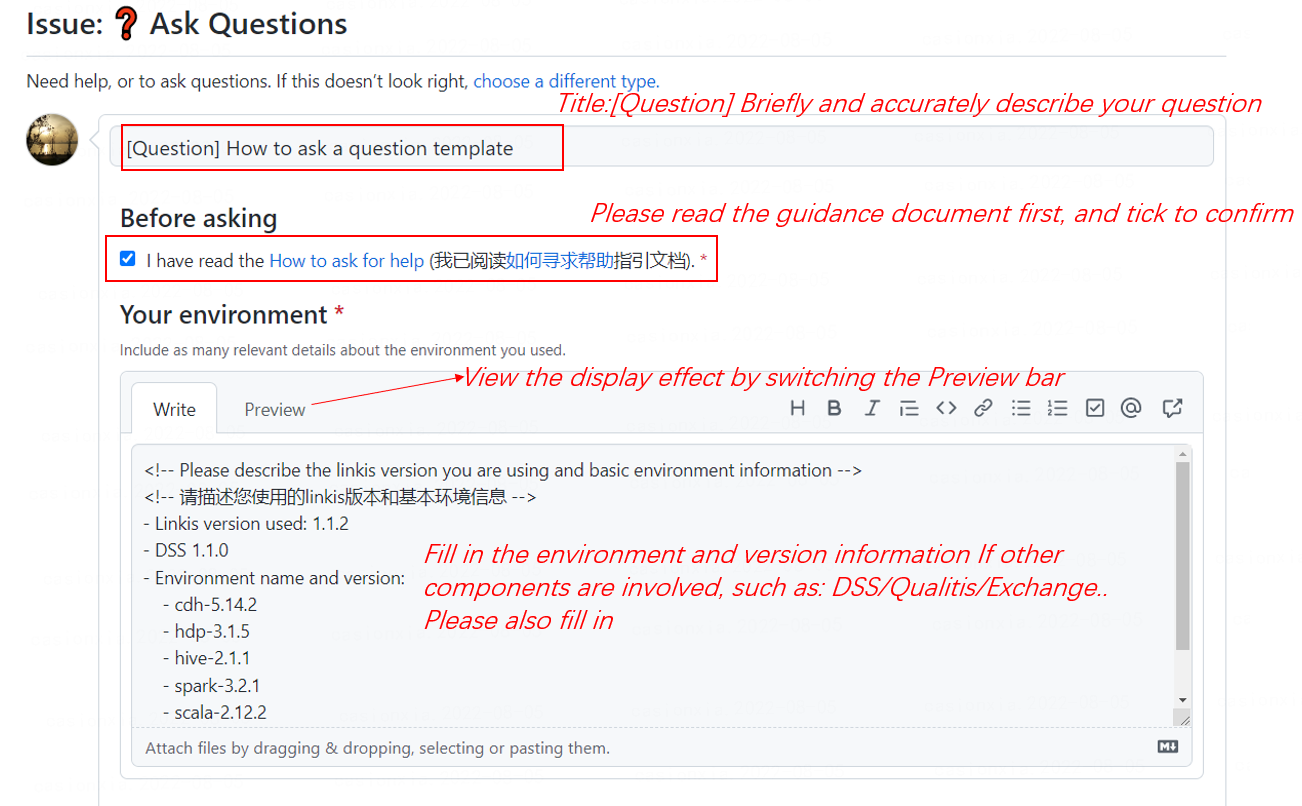 Issue: ❓ Ask Questions
Need help, or to ask questions. If this doesn’t look right, choose a different type.
Title:[Question] Briefly and accurately describe your question
[Question] How to ask a question template
Please read the guidance document first, and tick to confirm
Before asking
I have read the How to ask for help (我已阅读如何寻求帮助指引文档). *
Your environment *
Include as many relevant details about the environment you used.
View the display effect by switching the Preview bar
Write Preview
<!-- Please describe the linkis version you are using and basic environment information -->
<!-- 请描述您使用的linkis版本和基本环境信息 -->
- Linkis version used: 1.1.2
- DSS 1.1.0
- Environment name and version:
- cdh-5.14.2
- hdp-3.1.5
- hive-2.1.1
- spark-3.2.1
- scala-2.12.2
Fill in the environment and version information If other
components are involved, such as: DSS/Qualitis/Exchange..
Please also fill in
Attach files by dragging & dropping, selecting or pasting them.